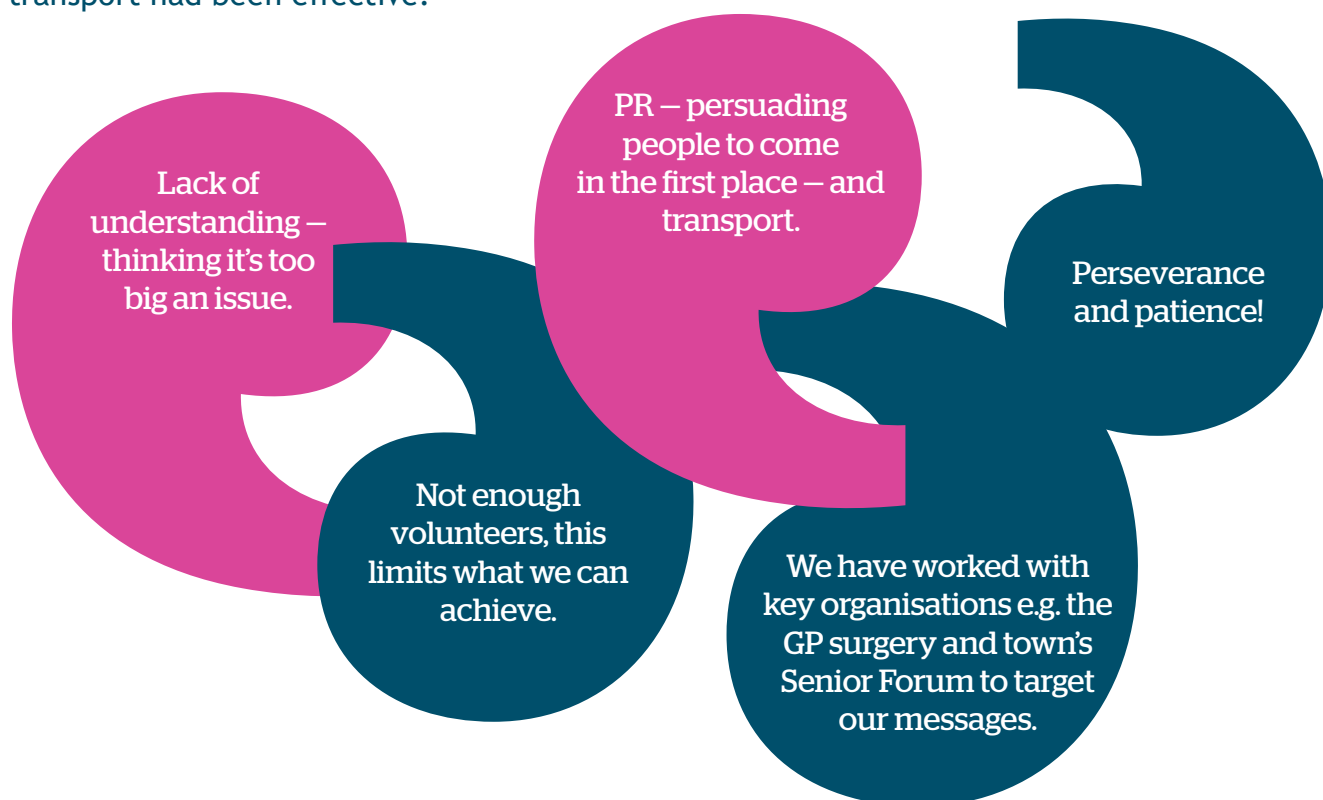 transport had been effective.
Lack of
understanding –
thinking it's too
big an issue.
Not enough
volunteers, this
limits what we can
achieve.
PR – persuading
people to come
in the first place – and
transport.
We have worked with
key organisations e.g. the
GP surgery and town's
Senior Forum to target
our messages.
Perseverance
and patience!